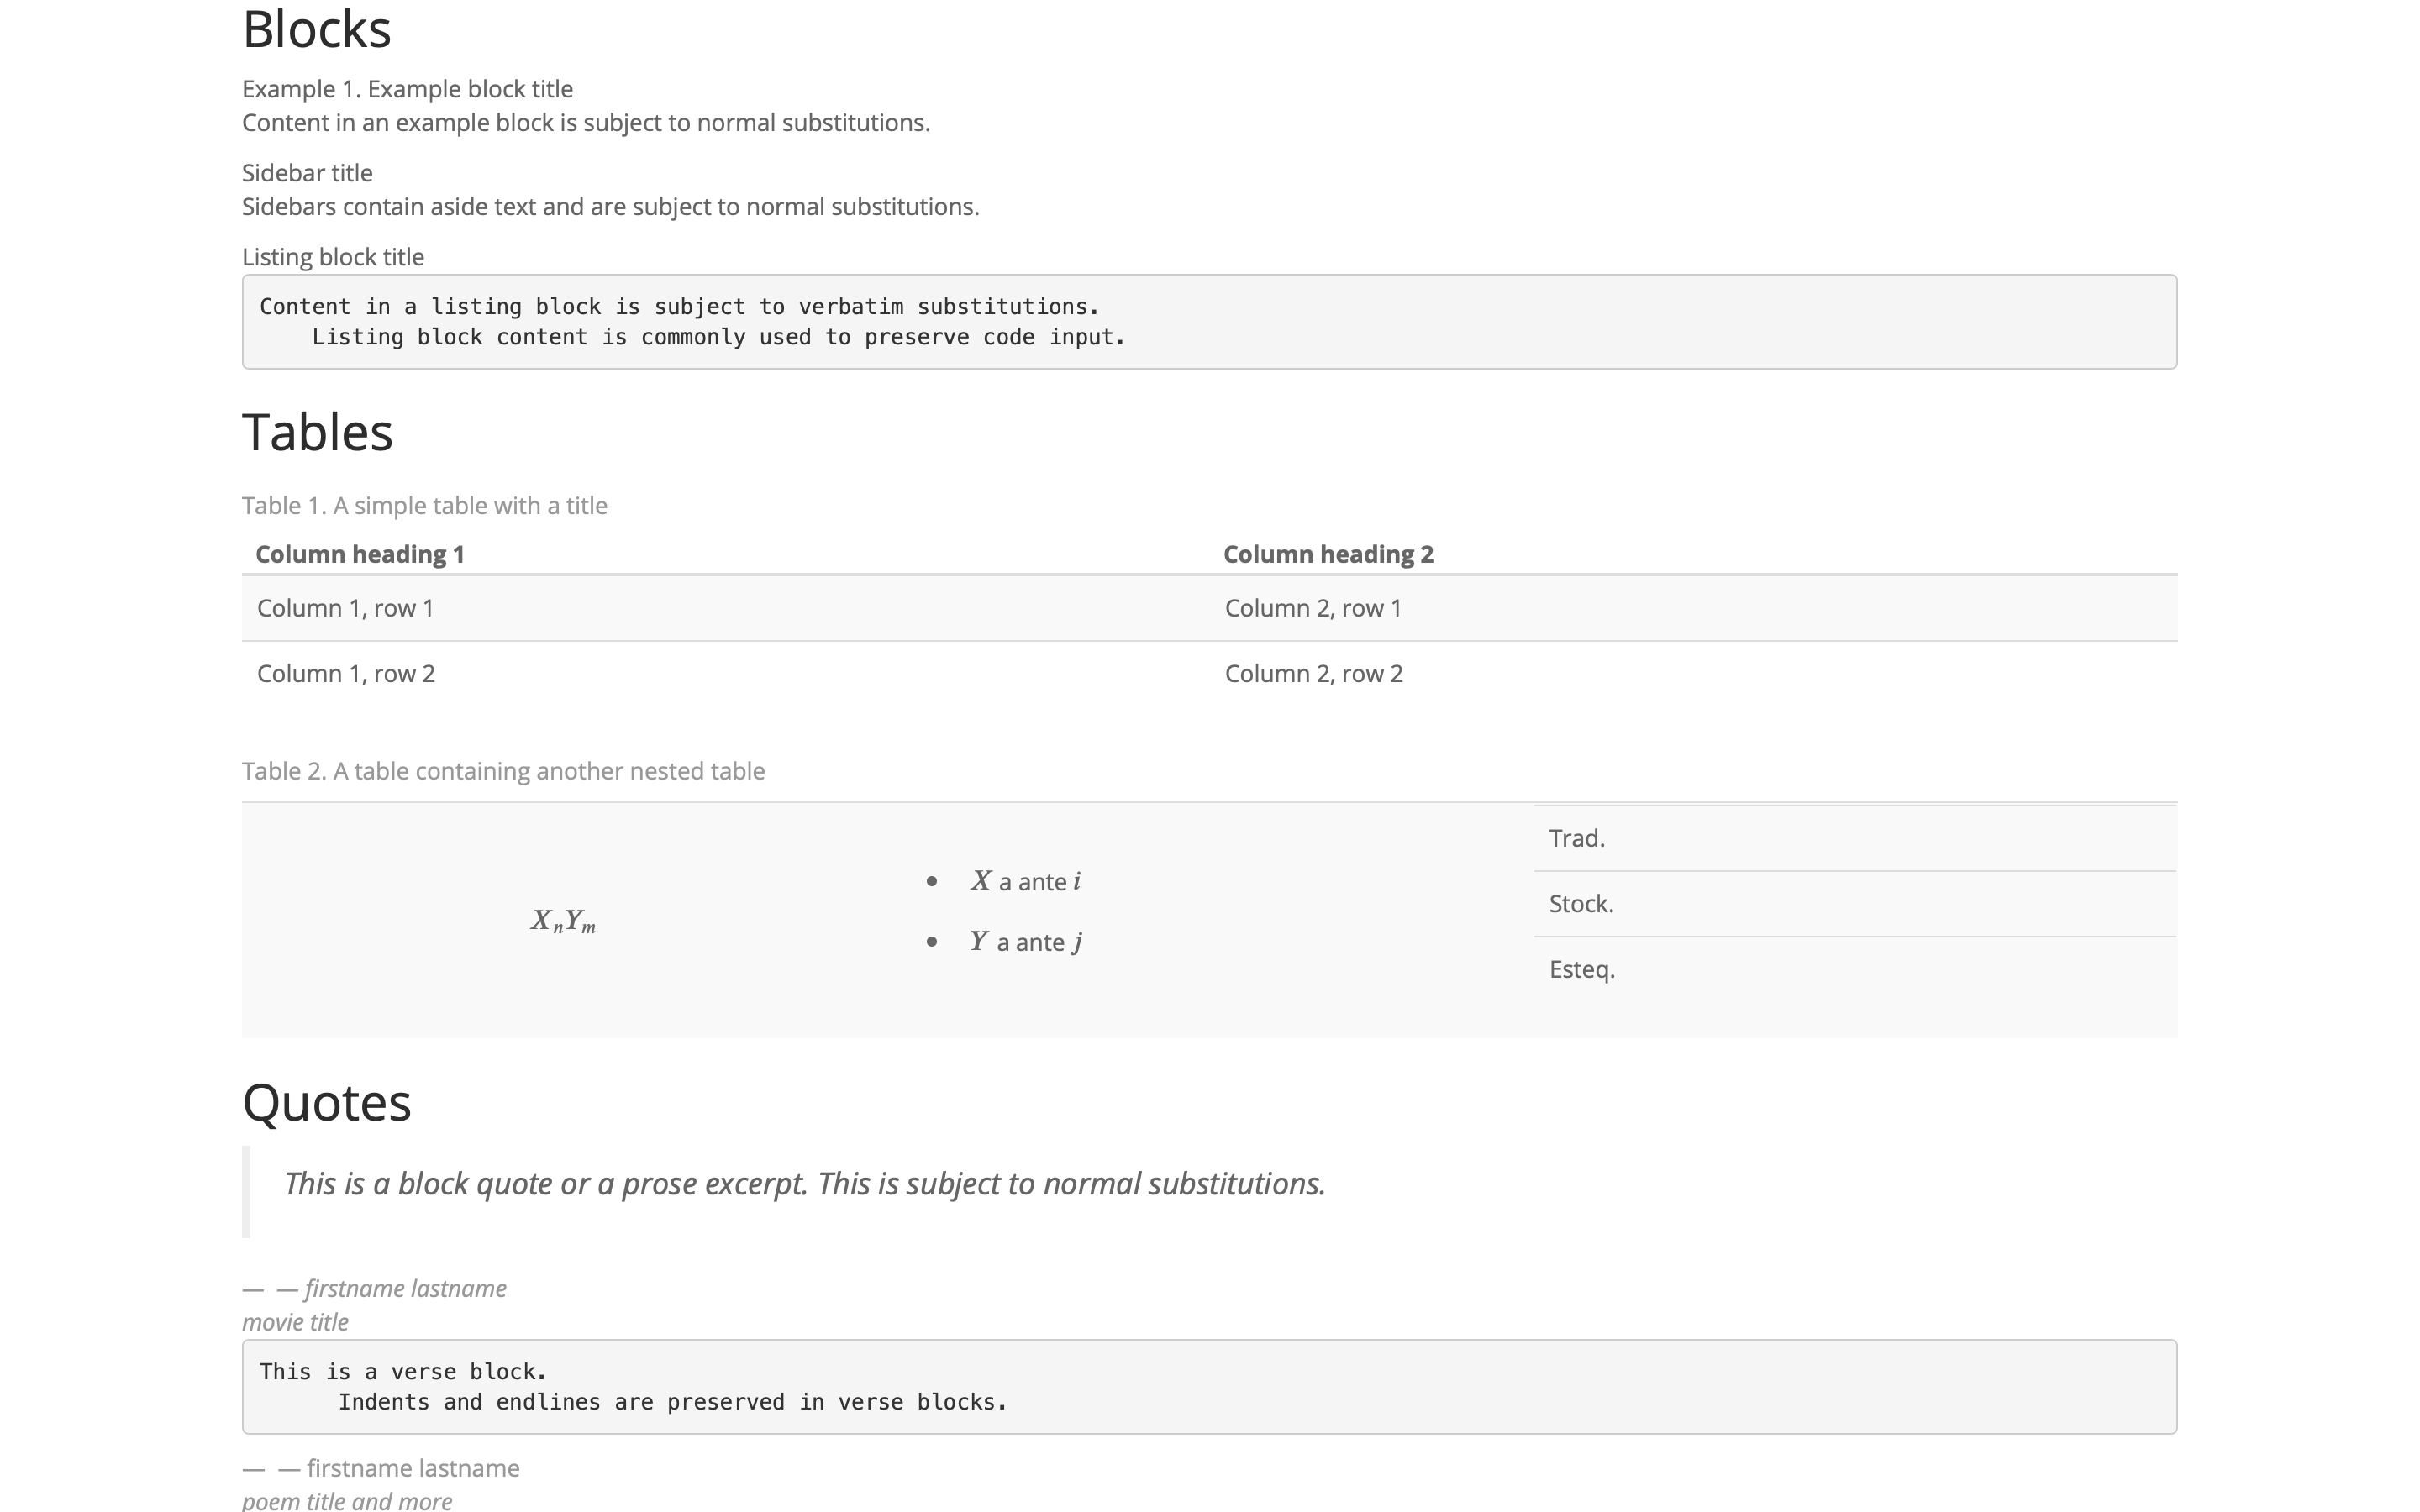 Blocks
Example 1. Example block title
Content in an example block is subject to normal substitutions.
Sidebar title
Sidebars contain aside text and are subject to normal substitutions.
Listing block title
Content in a listing block is subject to verbatim substitutions.
    Listing block content is commonly used to preserve code input.
Tables
Table 1. A simple table with a title
Column heading 1 Column heading 2
Column 1, row 1 Column 2, row 1
Column 1, row 2 Column 2, row 2
Table 2. A table containing another nested table
XₙYₘ
• X a ante i
• Y a ante j
Trad.
Stock.
Esteq.
Quotes
This is a block quote or a prose excerpt. This is subject to normal substitutions.
— — firstname lastname
movie title
This is a verse block.
      Indents and endlines are preserved in verse blocks.
— — firstname lastname
poem title and more